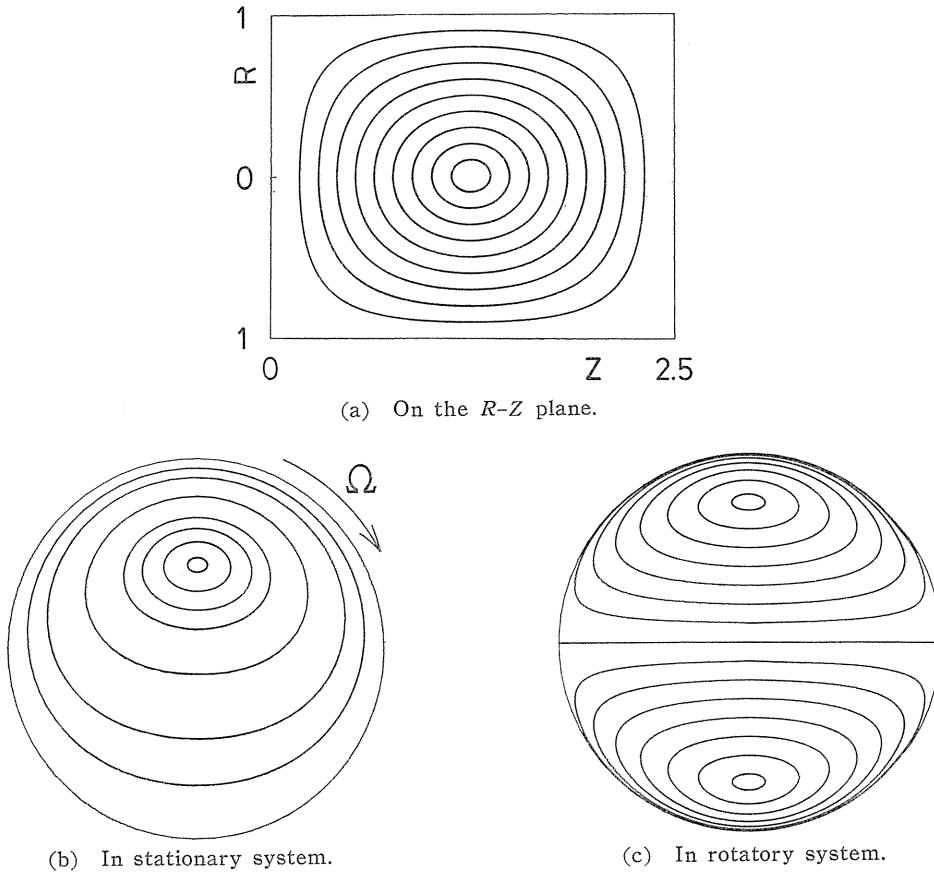 1
R
0
1
0 Z 2.5
(a) On the R-Z plane.
Ω
(b) In stationary system.
(c) In rotatory system.